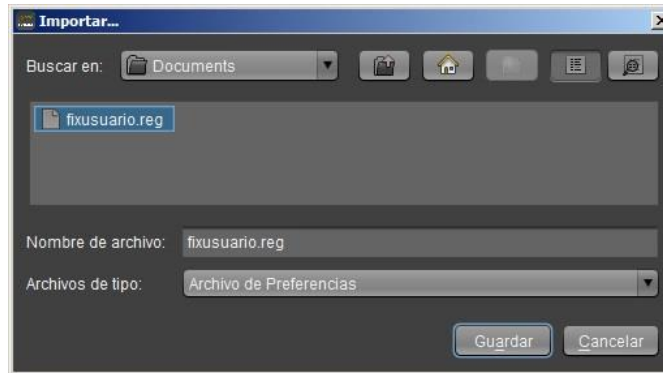 Importar...
Buscar en: Documents
fixusuario.reg
Nombre de archivo: fixusuario.reg
Archivos de tipo: Archivo de Preferencias
Guardar Cancelar